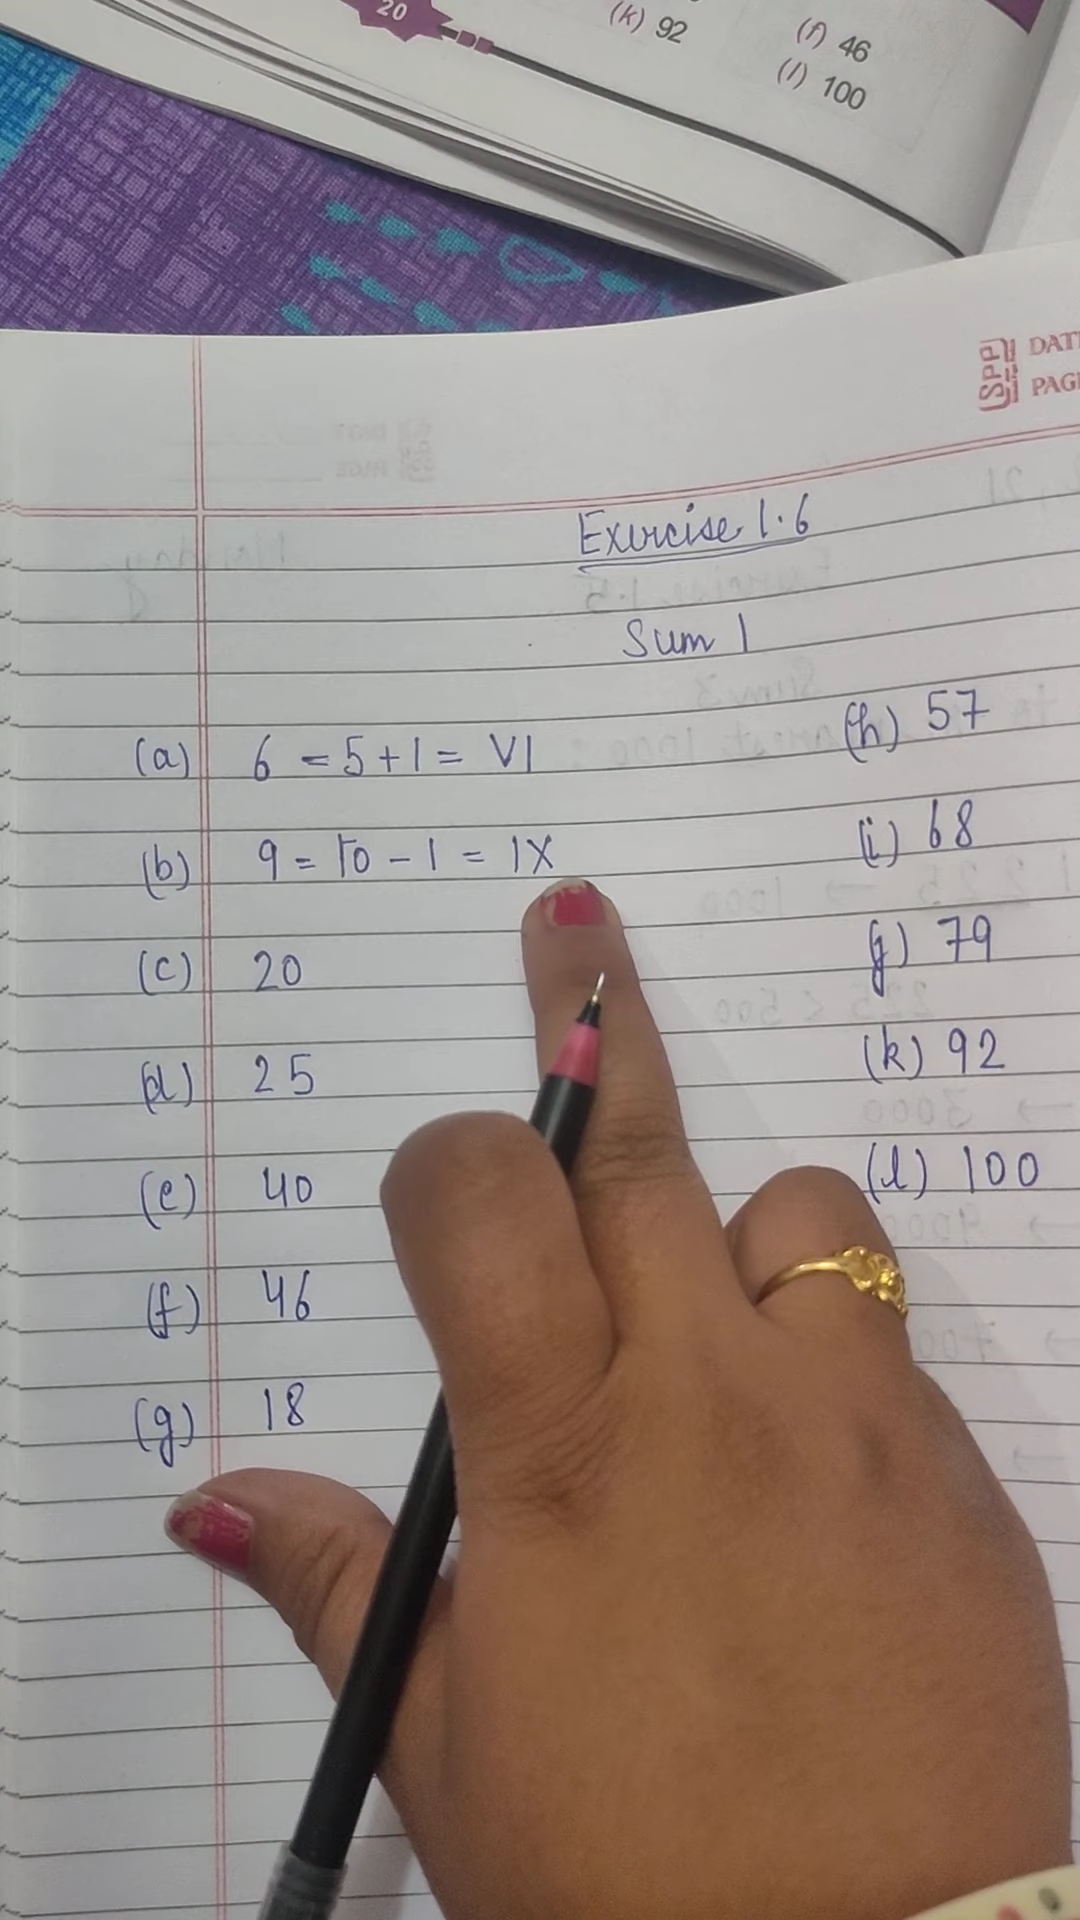 20
(k) 92
(f) 46
(l) 100
SPP
DAT
PAG
Exercise 1.6
Sum 1
(a) 6 = 5 + 1 = VI
(b) 9 = 10 - 1 = IX
(c) 20
(d) 25
(e) 40
(f) 46
(g) 18
(h) 57
(i) 68
(j) 79
(k) 92
(l) 100